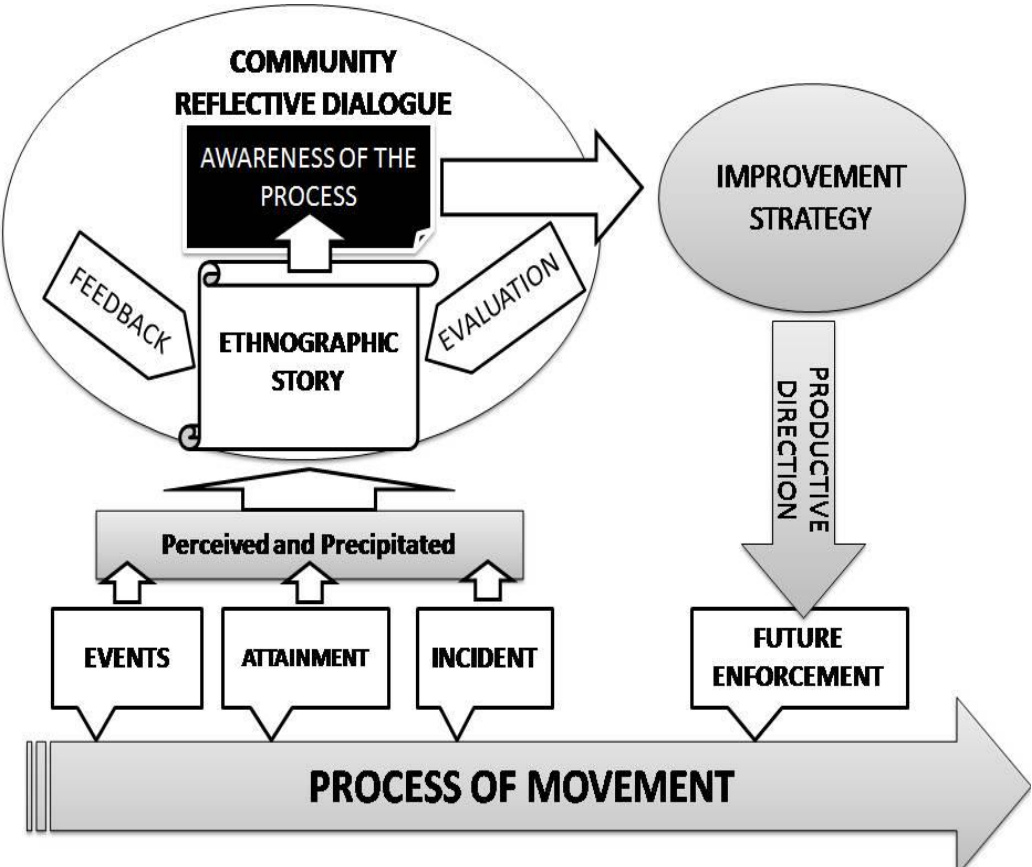 COMMUNITY
REFLECTIVE DIALOGUE
AWARENESS OF THE
PROCESS
FEEDBACK
EVALUATION
ETHNOGRAPHIC
STORY
IMPROVEMENT
STRATEGY
PRODUCTIVE
DIRECTION
Perceived and Precipitated
EVENTS
ATTAINMENT
INCIDENT
FUTURE
ENFORCEMENT
PROCESS OF MOVEMENT